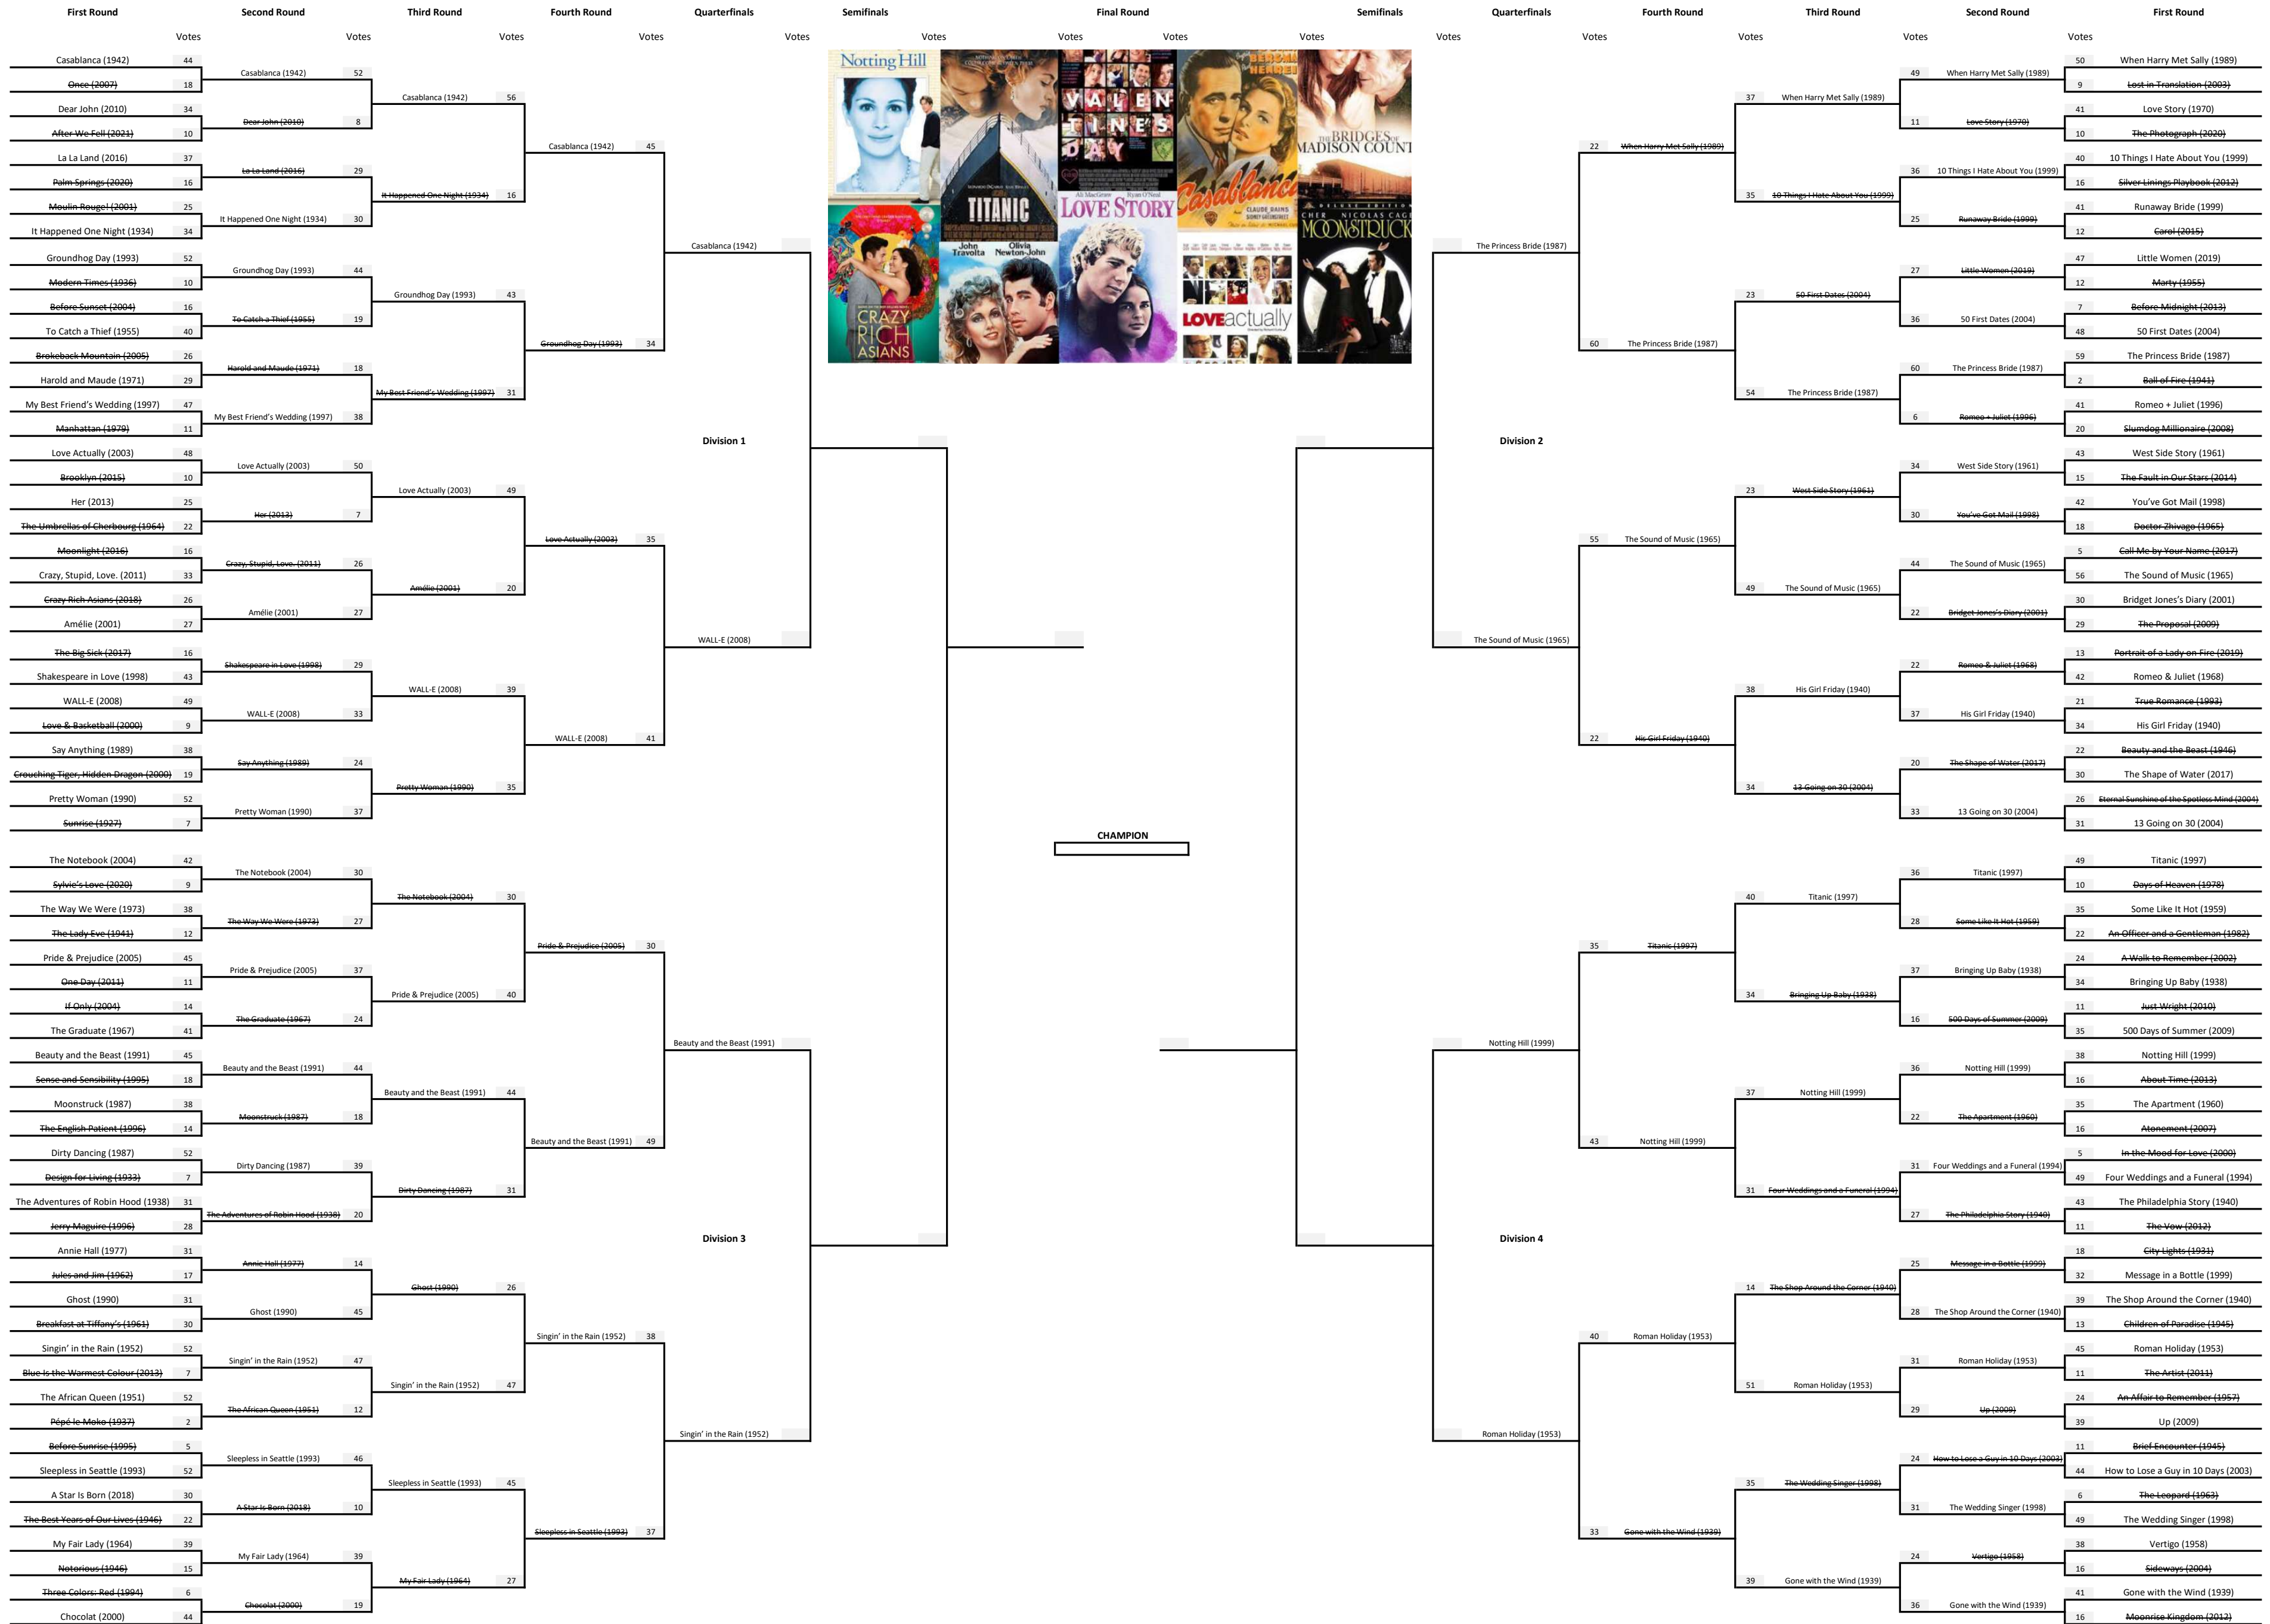 First Round
Votes
Casablanca (1942) 44
Once (2007) 18
Dear John (2010) 34
After We Fell (2021) 10
La La Land (2016) 37
Palm Springs (2020) 16
Moulin Rouge! (2001) 25
It Happened One Night (1934) 34
Groundhog Day (1993) 52
Modern Times (1936) 10
Before Sunset (2004) 16
To Catch a Thief (1955) 40
Brokeback Mountain (2005) 26
Harold and Maude (1971) 29
My Best Friend's Wedding (1997) 47
Manhattan (1979) 11
Love Actually (2003) 48
Brooklyn (2015) 10
Her (2013) 25
The Umbrellas of Cherbourg (1964) 22
Moonlight (2016) 16
Crazy, Stupid, Love. (2011) 33
Crazy Rich Asians (2018) 26
Amélie (2001) 27
The Big Sick (2017) 16
Shakespeare in Love (1998) 43
WALL-E (2008) 49
Love & Basketball (2000) 9
Say Anything (1989) 38
Crouching Tiger, Hidden Dragon (2000) 19
Pretty Woman (1990) 52
Sunrise (1927) 7
The Notebook (2004) 42
Sylvie's Love (2020) 9
The Way We Were (1973) 38
The Lady Eve (1941) 12
Pride & Prejudice (2005) 45
One Day (2011) 11
If Only (2004) 14
The Graduate (1967) 41
Beauty and the Beast (1991) 45
Sense and Sensibility (1995) 18
Moonstruck (1987) 38
The English Patient (1996) 14
Dirty Dancing (1987) 52
Design for Living (1933) 7
The Adventures of Robin Hood (1938) 31
Jerry Maguire (1996) 28
Annie Hall (1977) 31
Jules and Jim (1962) 17
Ghost (1990) 31
Breakfast at Tiffany's (1961) 30
Singin' in the Rain (1952) 52
Blue Is the Warmest Colour (2013) 7
The African Queen (1951) 52
Pépé le Moko (1937) 2
Before Sunrise (1995) 5
Sleepless in Seattle (1993) 52
A Star Is Born (2018) 30
The Best Years of Our Lives (1946) 22
My Fair Lady (1964) 39
Notorious (1946) 15
Three Colors: Red (1994) 6
Chocolat (2000) 44
Second Round
Votes
Casablanca (1942) 52
Dear John (2010) 8
La La Land (2016) 29
It Happened One Night (1934) 30
Groundhog Day (1993) 44
To Catch a Thief (1955) 19
Harold and Maude (1971) 18
My Best Friend's Wedding (1997) 38
Love Actually (2003) 50
Her (2013) 7
Crazy, Stupid, Love. (2011) 26
Amélie (2001) 27
Shakespeare in Love (1998) 29
WALL-E (2008) 33
Say Anything (1989) 24
Pretty Woman (1990) 37
The Notebook (2004) 30
The Way We Were (1973) 27
Pride & Prejudice (2005) 37
The Graduate (1967) 24
Beauty and the Beast (1991) 44
Moonstruck (1987) 18
Dirty Dancing (1987) 39
The Adventures of Robin Hood (1938) 20
Annie Hall (1977) 14
Ghost (1990) 45
Singin' in the Rain (1952) 47
The African Queen (1951) 12
Sleepless in Seattle (1993) 46
A Star Is Born (2018) 10
My Fair Lady (1964) 39
Chocolat (2000) 19
Third Round
Votes
Casablanca (1942) 56
It Happened One Night (1934) 16
Groundhog Day (1993) 43
My Best Friend's Wedding (1997) 31
Love Actually (2003) 49
Amélie (2001) 20
WALL-E (2008) 39
Pretty Woman (1990) 35
The Notebook (2004) 30
Pride & Prejudice (2005) 40
Beauty and the Beast (1991) 44
Dirty Dancing (1987) 31
Ghost (1990) 26
Singin' in the Rain (1952) 47
Sleepless in Seattle (1993) 45
My Fair Lady (1964) 27
Fourth Round
Votes
Casablanca (1942) 45
Groundhog Day (1993) 34
Love Actually (2003) 35
WALL-E (2008) 41
Pride & Prejudice (2005) 30
Beauty and the Beast (1991) 49
Singin' in the Rain (1952) 38
Sleepless in Seattle (1993) 37
Quarterfinals
Votes
Casablanca (1942)
Division 1
WALL-E (2008)
Beauty and the Beast (1991)
Division 3
Singin' in the Rain (1952)
Semifinals
Votes
Final Round
Votes
Votes
Notting Hill
TITANIC
VALEN
TINES
DAY
BERGMAN
HENREID
Casablanca
CLAUDE RAINS
THE BRIDGES OF
MADISON COUNT
CRAZY
RICH
ASIANS
John Travolta
Olivia Newton-John
Ali MacGraw Ryan O'Neal
LOVE STORY
LOVE actually
DELUXE EDITION
CHER NICOLAS CAGE
MOONSTRUCK
CHAMPION
Semifinals
Votes
Quarterfinals
Votes
The Princess Bride (1987)
Division 2
The Sound of Music (1965)
Notting Hill (1999)
Division 4
Roman Holiday (1953)
Fourth Round
Votes
22 When Harry Met Sally (1989)
60 The Princess Bride (1987)
55 The Sound of Music (1965)
22 His Girl Friday (1940)
35 Titanic (1997)
43 Notting Hill (1999)
40 Roman Holiday (1953)
33 Gone with the Wind (1939)
Third Round
Votes
37 When Harry Met Sally (1989)
35 10 Things I Hate About You (1999)
23 50 First Dates (2004)
54 The Princess Bride (1987)
23 West Side Story (1961)
49 The Sound of Music (1965)
38 His Girl Friday (1940)
34 13 Going on 30 (2004)
40 Titanic (1997)
34 Bringing Up Baby (1938)
37 Notting Hill (1999)
31 Four Weddings and a Funeral (1994)
14 The Shop Around the Corner (1940)
51 Roman Holiday (1953)
35 The Wedding Singer (1998)
39 Gone with the Wind (1939)
Second Round
Votes
49 When Harry Met Sally (1989)
11 Love Story (1970)
36 10 Things I Hate About You (1999)
25 Runaway Bride (1999)
27 Little Women (2019)
36 50 First Dates (2004)
60 The Princess Bride (1987)
6 Romeo + Juliet (1996)
34 West Side Story (1961)
30 You've Got Mail (1998)
44 The Sound of Music (1965)
22 Bridget Jones's Diary (2001)
22 Romeo & Juliet (1968)
37 His Girl Friday (1940)
20 The Shape of Water (2017)
33 13 Going on 30 (2004)
36 Titanic (1997)
28 Some Like It Hot (1959)
37 Bringing Up Baby (1938)
16 500 Days of Summer (2009)
36 Notting Hill (1999)
22 The Apartment (1960)
31 Four Weddings and a Funeral (1994)
27 The Philadelphia Story (1940)
25 Message in a Bottle (1999)
28 The Shop Around the Corner (1940)
31 Roman Holiday (1953)
29 Up (2009)
24 How to Lose a Guy in 10 Days (2003)
31 The Wedding Singer (1998)
24 Vertigo (1958)
36 Gone with the Wind (1939)
First Round
Votes
50 When Harry Met Sally (1989)
9 Lost in Translation (2003)
41 Love Story (1970)
10 The Photograph (2020)
40 10 Things I Hate About You (1999)
16 Silver Linings Playbook (2012)
41 Runaway Bride (1999)
12 Carol (2015)
47 Little Women (2019)
12 Marty (1955)
7 Before Midnight (2013)
48 50 First Dates (2004)
59 The Princess Bride (1987)
2 Ball of Fire (1941)
41 Romeo + Juliet (1996)
20 Slumdog Millionaire (2008)
43 West Side Story (1961)
15 The Fault in Our Stars (2014)
42 You've Got Mail (1998)
18 Doctor Zhivago (1965)
5 Call Me by Your Name (2017)
56 The Sound of Music (1965)
30 Bridget Jones's Diary (2001)
29 The Proposal (2009)
13 Portrait of a Lady on Fire (2019)
42 Romeo & Juliet (1968)
21 True Romance (1993)
34 His Girl Friday (1940)
22 Beauty and the Beast (1946)
30 The Shape of Water (2017)
26 Eternal Sunshine of the Spotless Mind (2004)
31 13 Going on 30 (2004)
49 Titanic (1997)
10 Days of Heaven (1978)
35 Some Like It Hot (1959)
22 An Officer and a Gentleman (1982)
24 A Walk to Remember (2002)
34 Bringing Up Baby (1938)
11 Just Wright (2010)
35 500 Days of Summer (2009)
38 Notting Hill (1999)
16 About Time (2013)
35 The Apartment (1960)
16 Atonement (2007)
5 In the Mood for Love (2000)
49 Four Weddings and a Funeral (1994)
43 The Philadelphia Story (1940)
11 The Vow (2012)
18 City Lights (1931)
32 Message in a Bottle (1999)
39 The Shop Around the Corner (1940)
13 Children of Paradise (1945)
45 Roman Holiday (1953)
11 The Artist (2011)
24 An Affair to Remember (1957)
39 Up (2009)
11 Brief Encounter (1945)
44 How to Lose a Guy in 10 Days (2003)
6 The Leopard (1963)
49 The Wedding Singer (1998)
38 Vertigo (1958)
16 Sideways (2004)
41 Gone with the Wind (1939)
16 Moonrise Kingdom (2012)